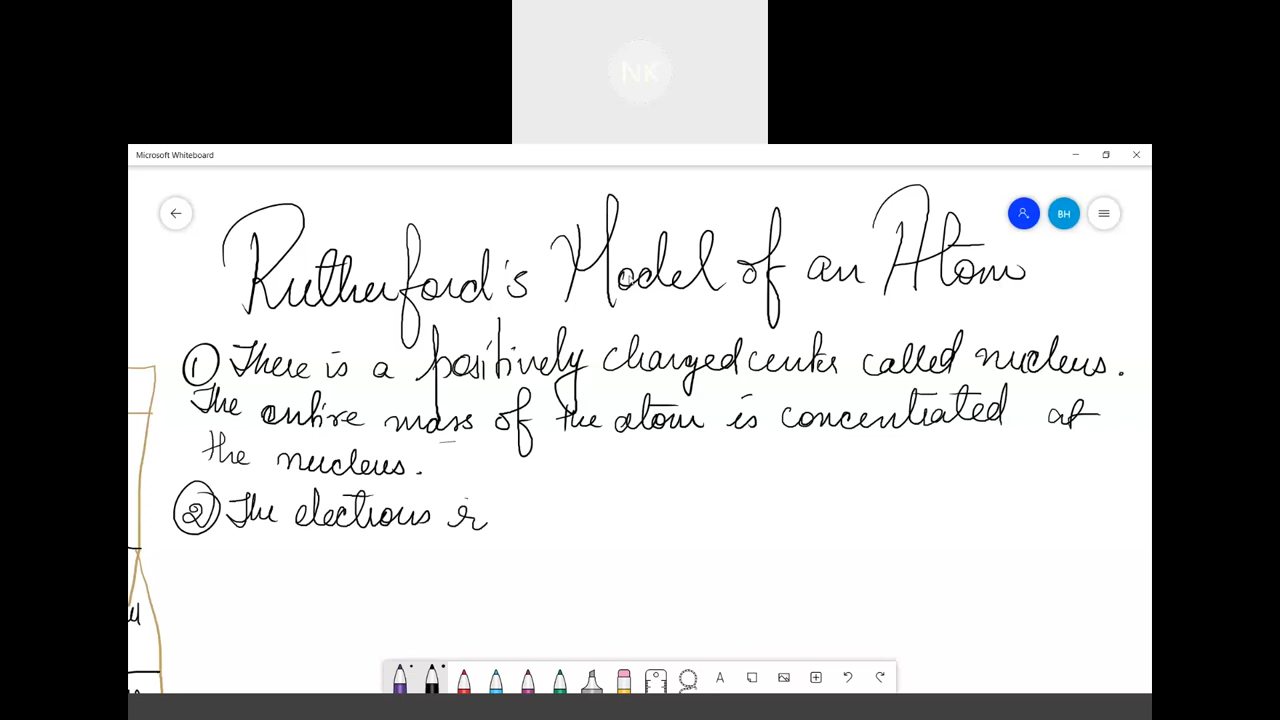 NK
Microsoft Whiteboard
BH
Rutherford's Model of an Atom
① There is a positively charged center called nucleus.
The entire mass of the atom is concentrated at
the nucleus.
② The electrons
A